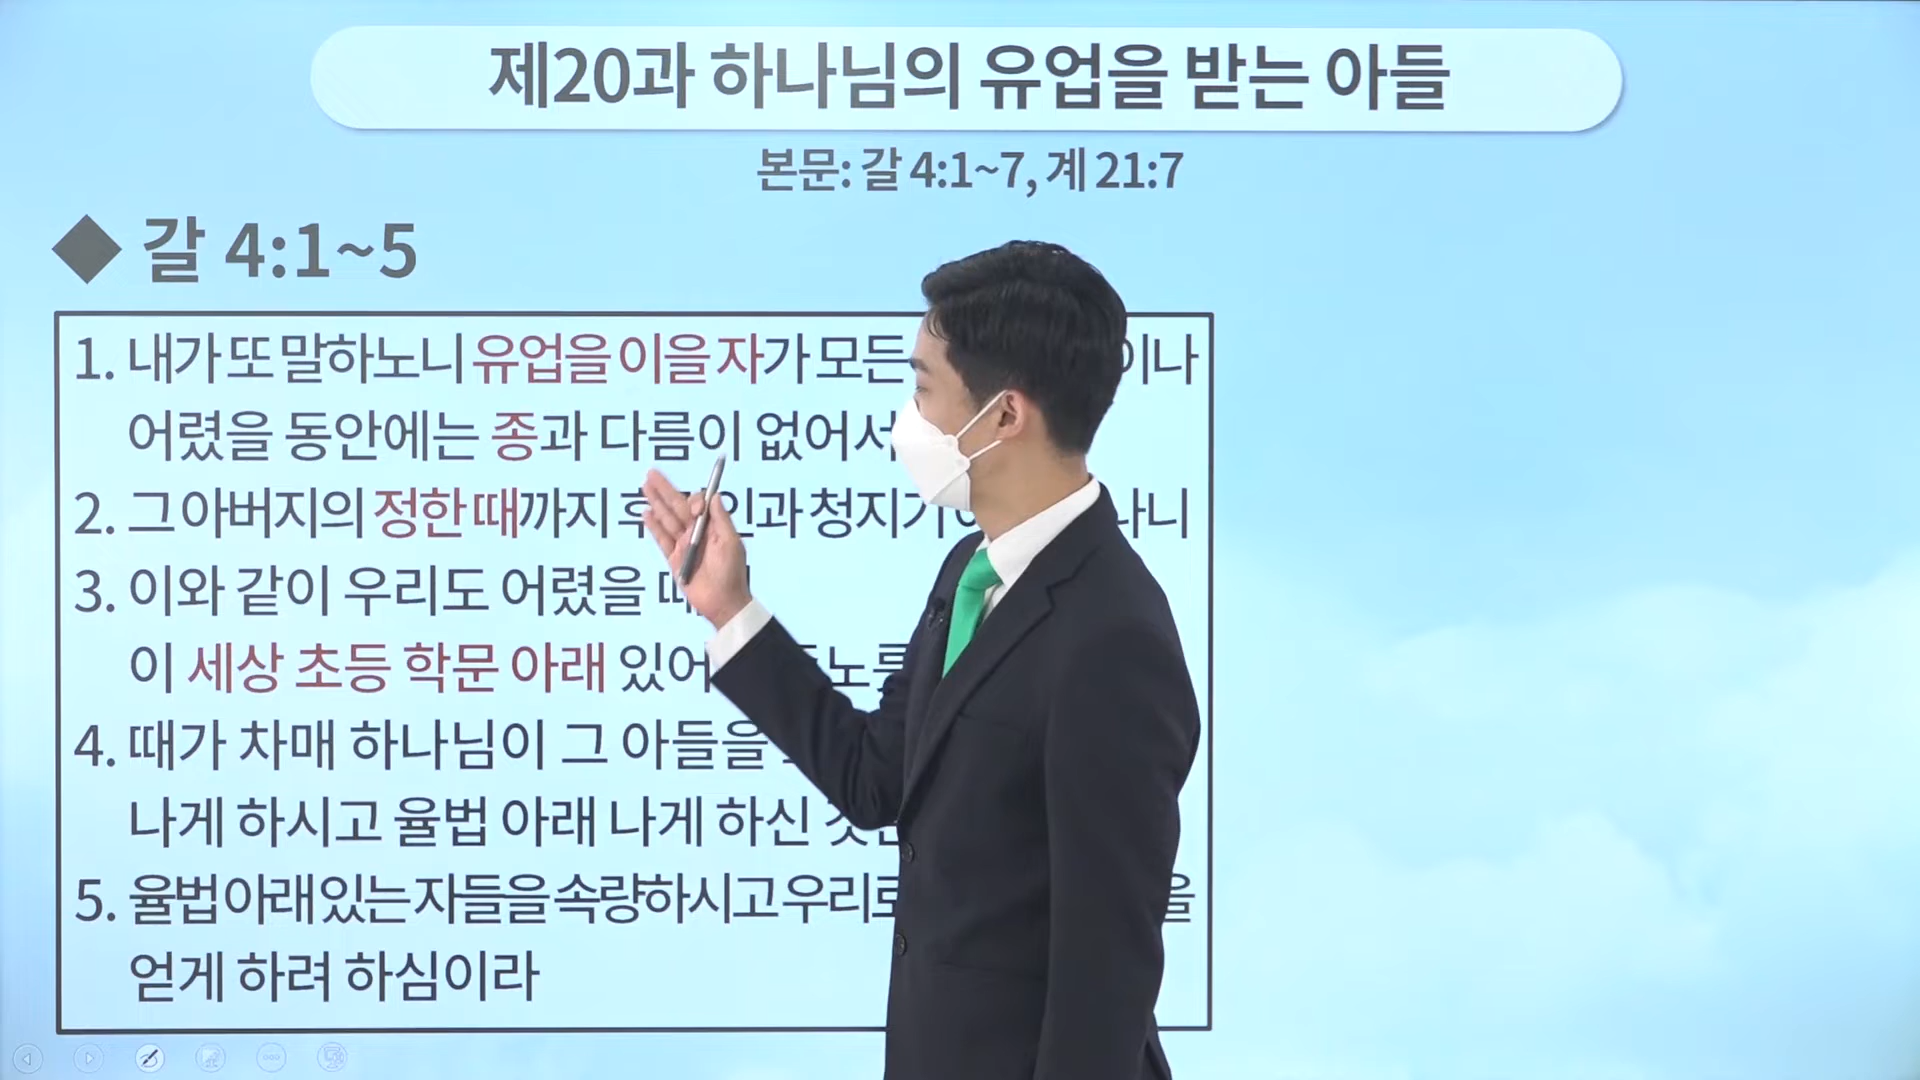 제20과 하나님의 유업을 받는 아들
본문: 갈 4:1~7, 계 21:7
◆ 갈 4:1~5
1. 내가 또 말하노니 유업을 이을 자가 모든
어렸을 동안에는 종과 다름이 없어서
2. 그 아버지의 정한 때까지 청지기
3. 이와 같이 우리도 어렸을
이 세상 초등 학문 아래 있어
4. 때가 차매 하나님이 그 아들을
나게 하시고 율법 아래 나게 하신
5. 율법 아래 있는 자들을 속량하시고 우리로
얻게 하려 하심이라